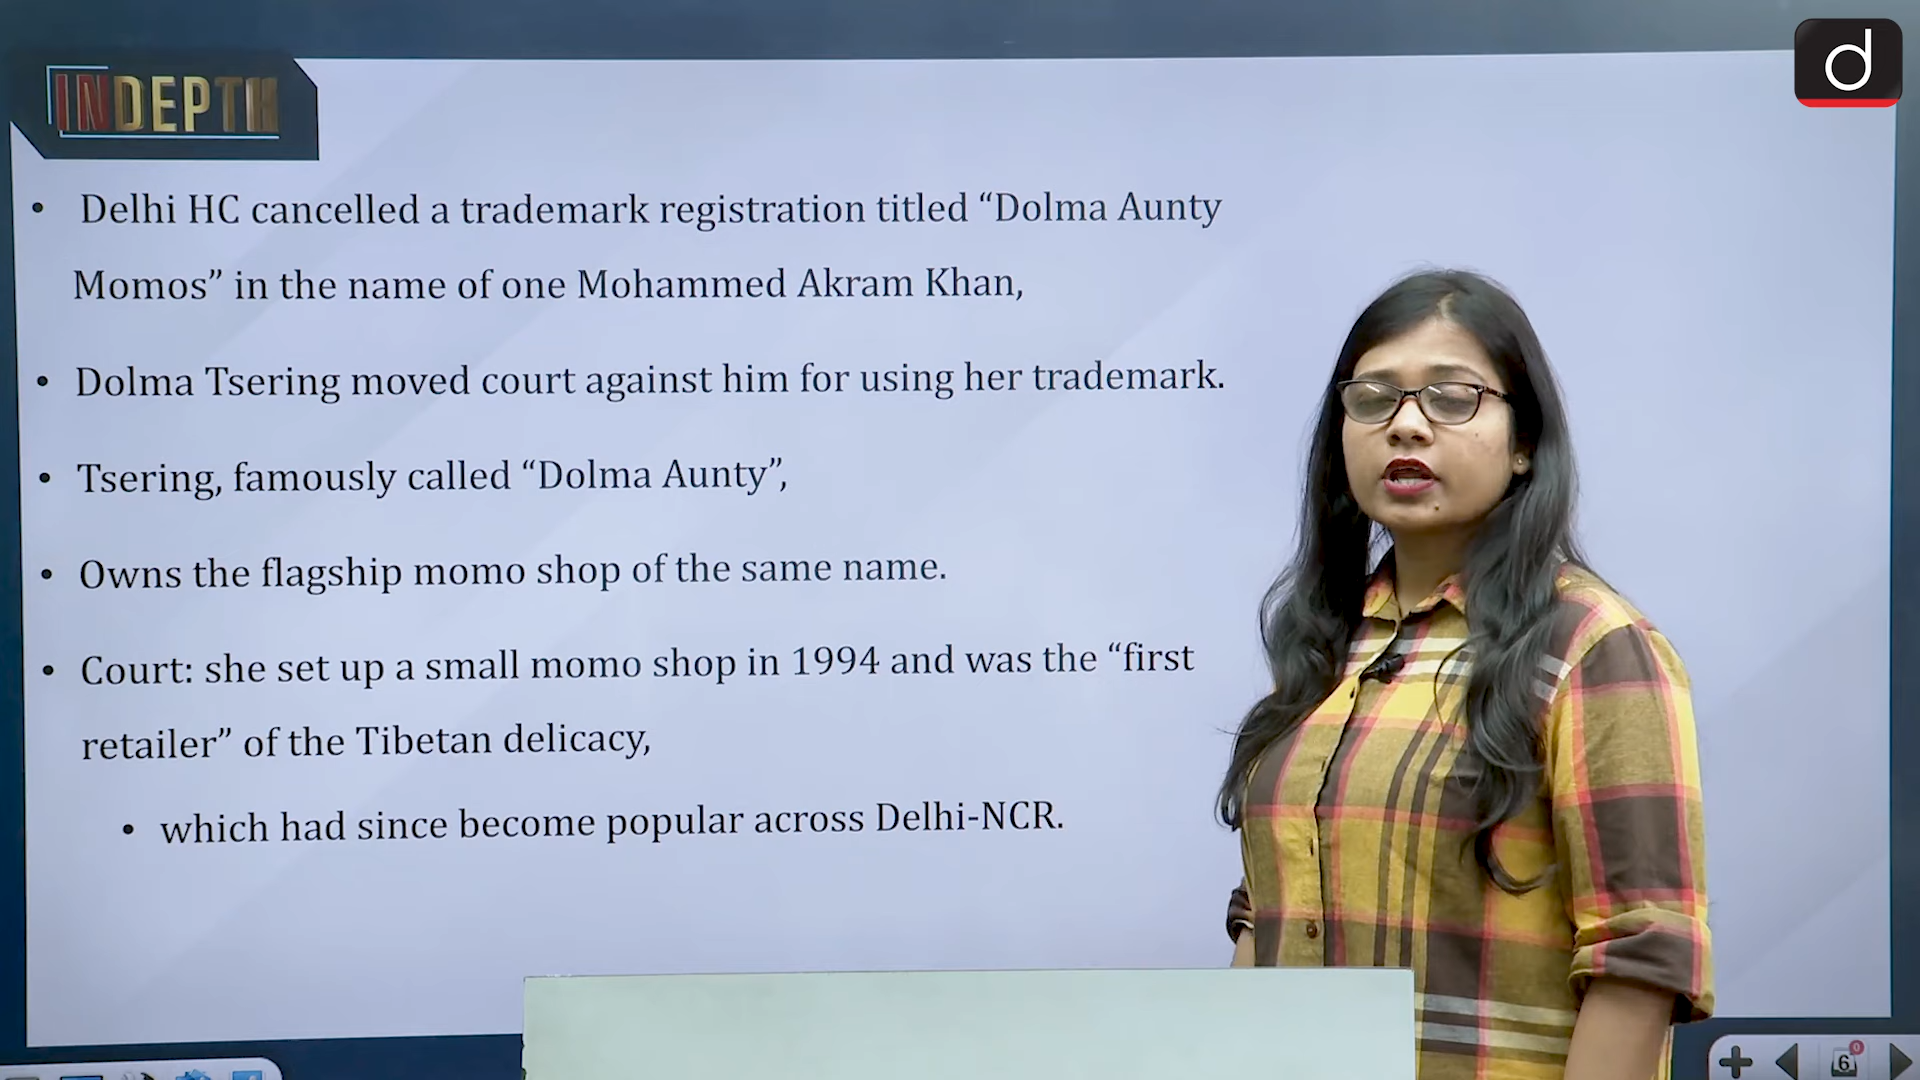 INDEPTH
d
• Delhi HC cancelled a trademark registration titled “Dolma Aunty
Momos” in the name of one Mohammed Akram Khan,
• Dolma Tsering moved court against him for using her trademark.
• Tsering, famously called “Dolma Aunty”,
• Owns the flagship momo shop of the same name.
• Court: she set up a small momo shop in 1994 and was the “first
retailer” of the Tibetan delicacy,
• which had since become popular across Delhi-NCR.
6
0